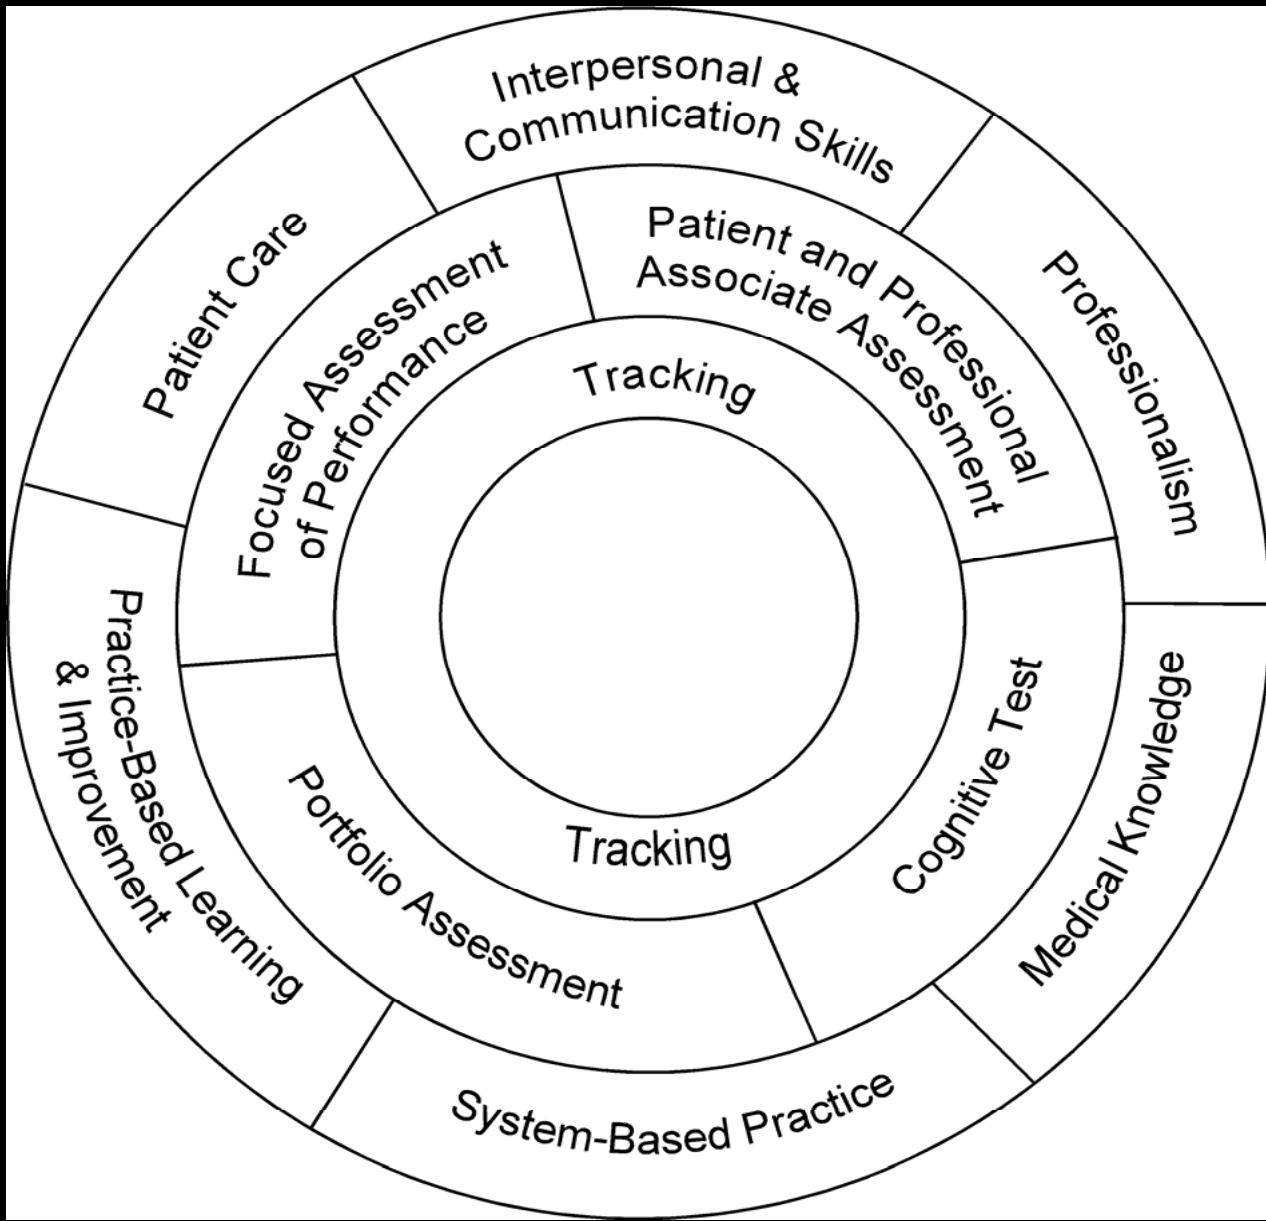 Interpersonal &
Communication Skills
Professionalism
Medical Knowledge
System-Based Practice
Practice-Based Learning
& Improvement
Patient Care
Patient and Professional
Associate Assessment
Cognitive Test
Portfolio Assessment
Focused Assessment
of Performance
Tracking
Tracking